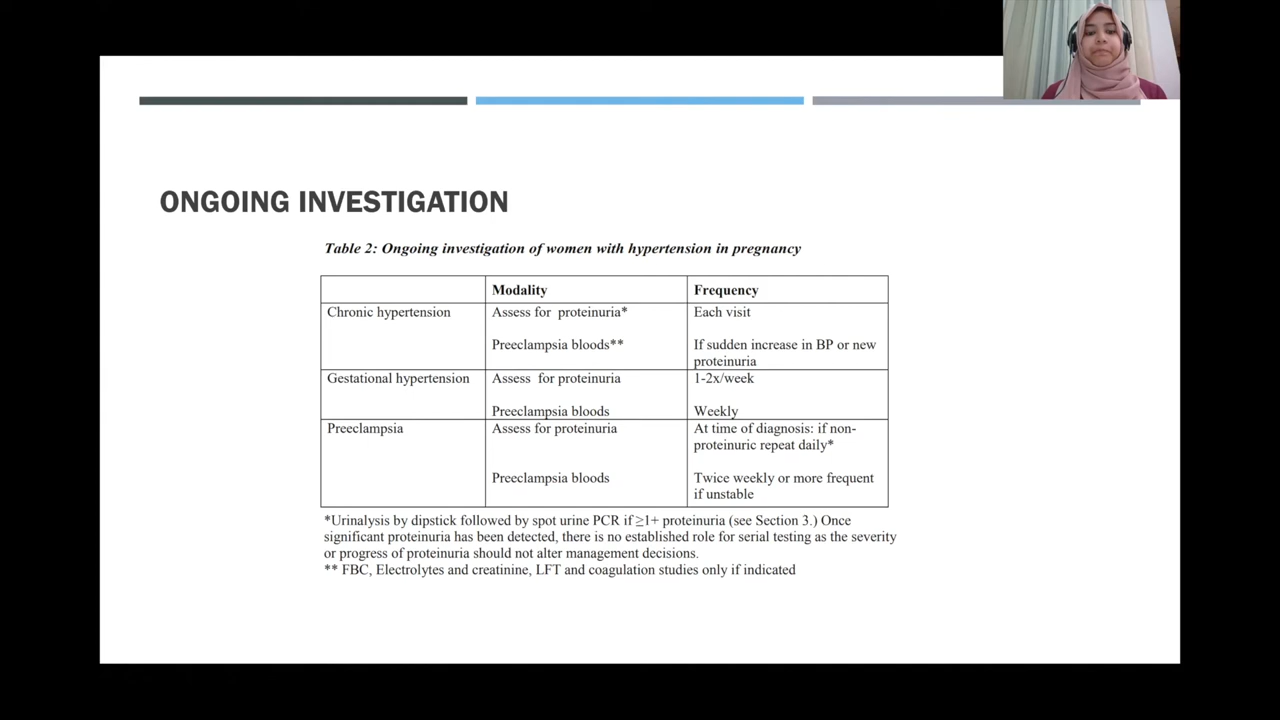 ONGOING INVESTIGATION
Table 2: Ongoing investigation of women with hypertension in pregnancy
Modality Frequency
Chronic hypertension Assess for proteinuria* Each visit
Preeclampsia bloods** If sudden increase in BP or new
proteinuria
Gestational hypertension Assess for proteinuria 1-2x/week
Preeclampsia bloods Weekly
Preeclampsia Assess for proteinuria At time of diagnosis: if non-
proteinuric repeat daily*
Preeclampsia bloods Twice weekly or more frequent
if unstable
*Urinalysis by dipstick followed by spot urine PCR if ≥1+ proteinuria (see Section 3.) Once
significant proteinuria has been detected, there is no established role for serial testing as the severity
or progress of proteinuria should not alter management decisions.
** FBC, Electrolytes and creatinine, LFT and coagulation studies only if indicated